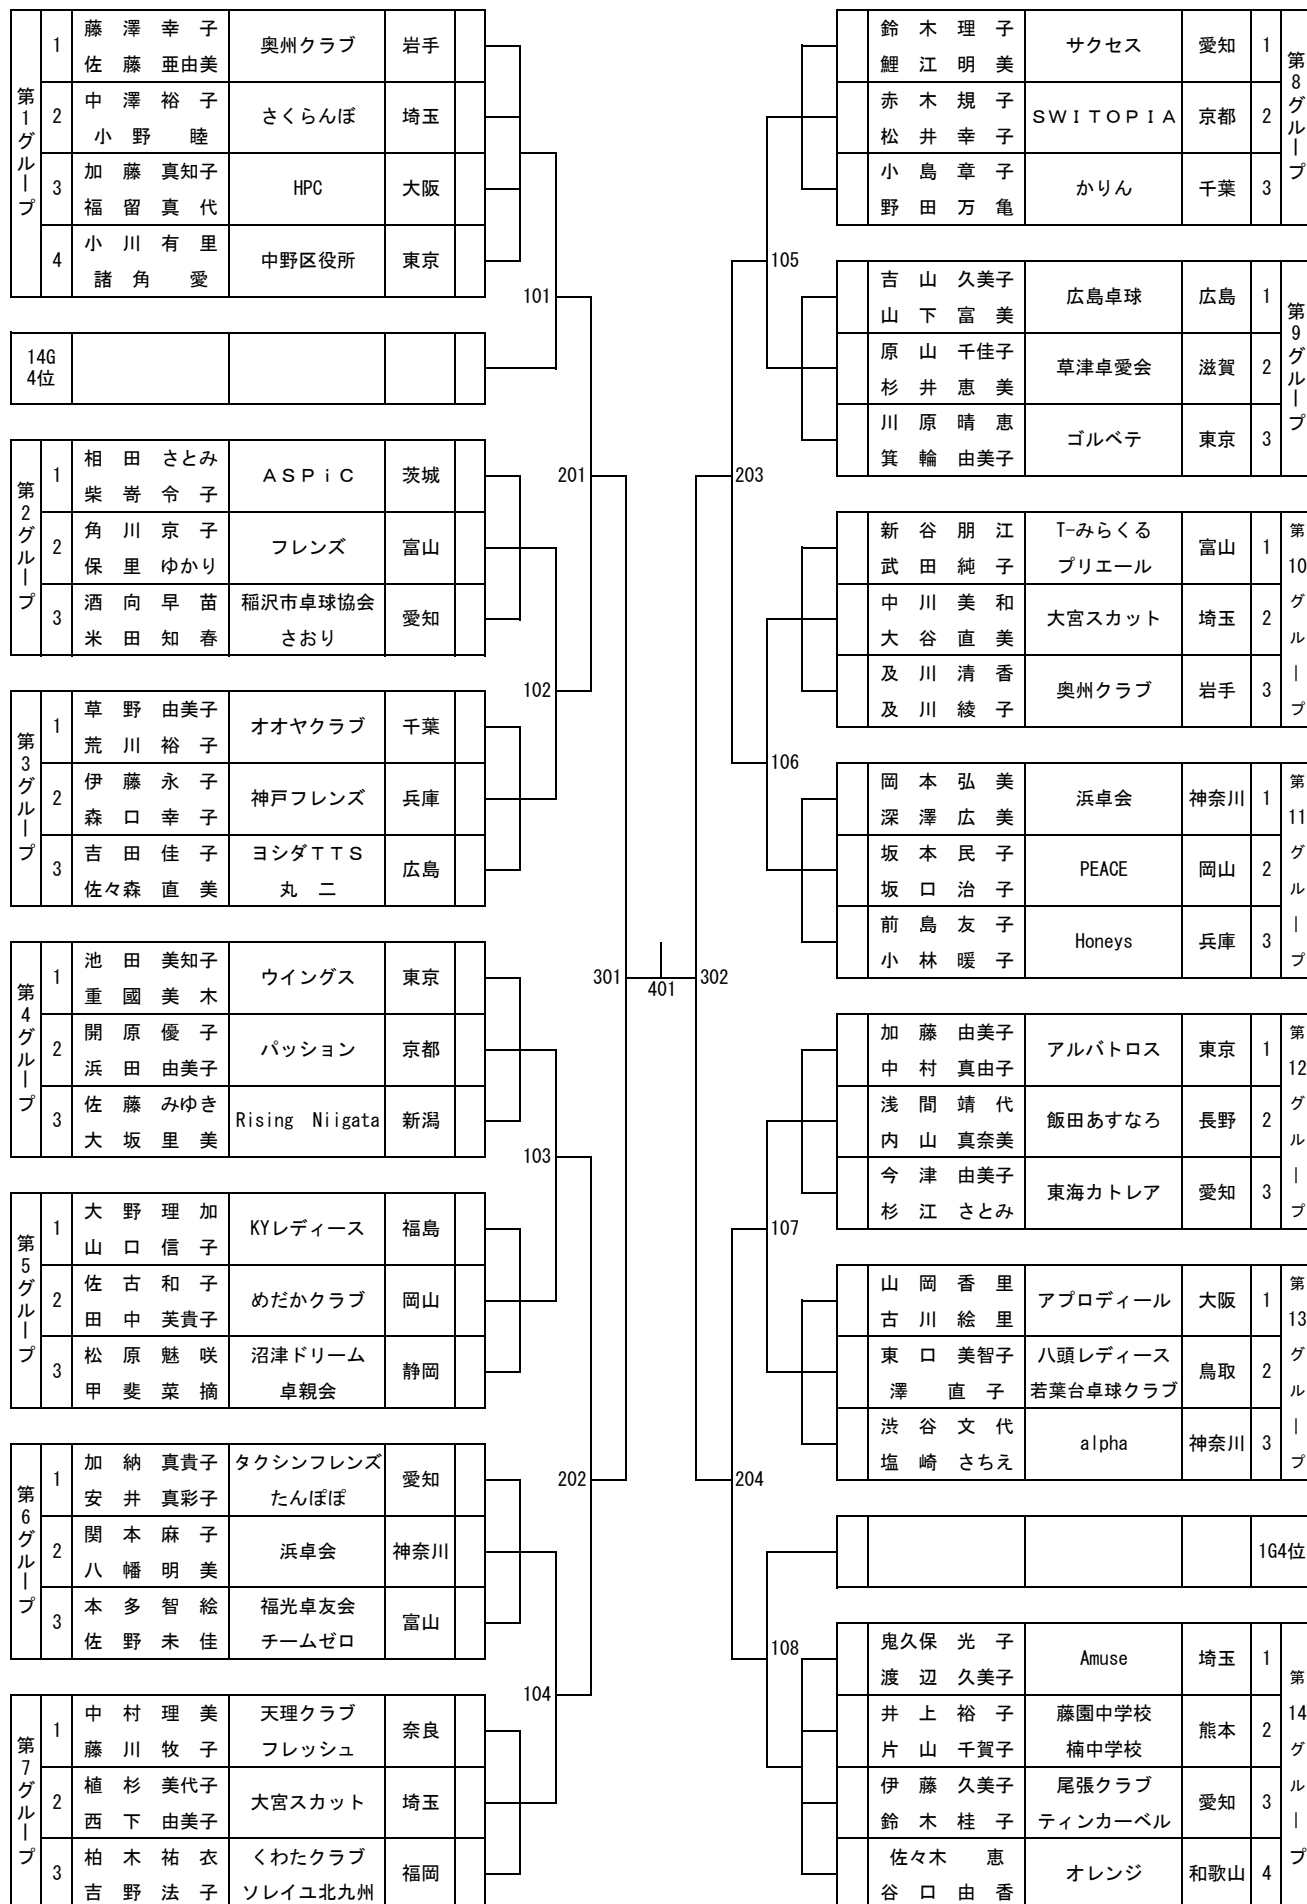 第1グループ
1 藤澤 幸子 奥州クラブ 岩手
佐藤 亜由美
2 中澤 裕子 さくらんぼ 埼玉
小野 睦
3 加藤 真知子 HPC 大阪
福留 真代
4 小川 有里 中野区役所 東京
諸角 愛
101
14G
4位
第2グループ
1 相田 さとみ ASPiC 茨城
柴嵜 令子
201
2 角川 京子 フレンズ 富山
保里 ゆかり
3 酒向 早苗 稲沢市卓球協会 愛知
米田 知春 さおり
102
第3グループ
1 草野 由美子 オオヤクラブ 千葉
荒川 裕子
2 伊藤 永子 神戸フレンズ 兵庫
森口 幸子
3 吉田 佳子 ヨシダTTS 広島
佐々森 直美 丸二
第4グループ
1 池田 美知子 ウイングス 東京
重國 美木
301
2 開原 優子 パッション 京都
浜田 由美子
3 佐藤 みゆき Rising Niigata 新潟
大坂 里美
103
第5グループ
1 大野 理加 KYレディース 福島
山口 信子
2 佐古 和子 めだかクラブ 岡山
田中 芙貴子
3 松原 魅咲 沼津ドリーム 静岡
甲斐 菜摘 卓親会
第6グループ
1 加納 真貴子 タクシンフレンズ 愛知
安井 真彩子 たんぽぽ
202
2 関本 麻子 浜卓会 神奈川
八幡 明美
3 本多 智絵 福光卓友会 富山
佐野 未佳 チームゼロ
104
第7グループ
1 中村 理美 天理クラブ 奈良
藤川 牧子 フレッシュ
2 植杉 美代子 大宮スカット 埼玉
西下 由美子
3 柏木 祐衣 くわたクラブ 福岡
吉野 法子 ソレイユ北九州
401
第8グループ
鈴木 理子 サクセス 愛知 1
鯉江 明美
赤木 規子 SWITOPIA 京都 2
松井 幸子
小島 章子 かりん 千葉 3
野田 万亀
105
第9グループ
吉山 久美子 広島卓球 広島 1
山下 富美
原山 千佳子 草津卓愛会 滋賀 2
杉井 恵美
川原 晴恵 ゴルベテ 東京 3
箕輪 由美子
203
第10グループ
新谷 朋江 T-みらくる 富山 1
武田 純子 プリエール
中川 美和 大宮スカット 埼玉 2
大谷 直美
及川 清香 奥州クラブ 岩手 3
及川 綾子
106
第11グループ
岡本 弘美 浜卓会 神奈川 1
深澤 広美
坂本 民子 PEACE 岡山 2
坂口 治子
前島 友子 Honeys 兵庫 3
小林 暖子
302
第12グループ
加藤 由美子 アルバトロス 東京 1
中村 真由子
浅間 靖代 飯田あすなろ 長野 2
内山 真奈美
今津 由美子 東海カトレア 愛知 3
杉江 さとみ
107
第13グループ
山岡 香里 アプロディール 大阪 1
古川 絵里
東口 美智子 八頭レディース 鳥取 2
澤 直子 若葉台卓球クラブ
渋谷 文代 alpha 神奈川 3
塩崎 さちえ
204
1G4位
108
第14グループ
鬼久保 光子 Amuse 埼玉 1
渡辺 久美子
井上 裕子 藤園中学校 熊本 2
片山 千賀子 楠中学校
伊藤 久美子 尾張クラブ 愛知 3
鈴木 桂子 ティンカーベル
佐々木 恵 オレンジ 和歌山 4
谷口 由香